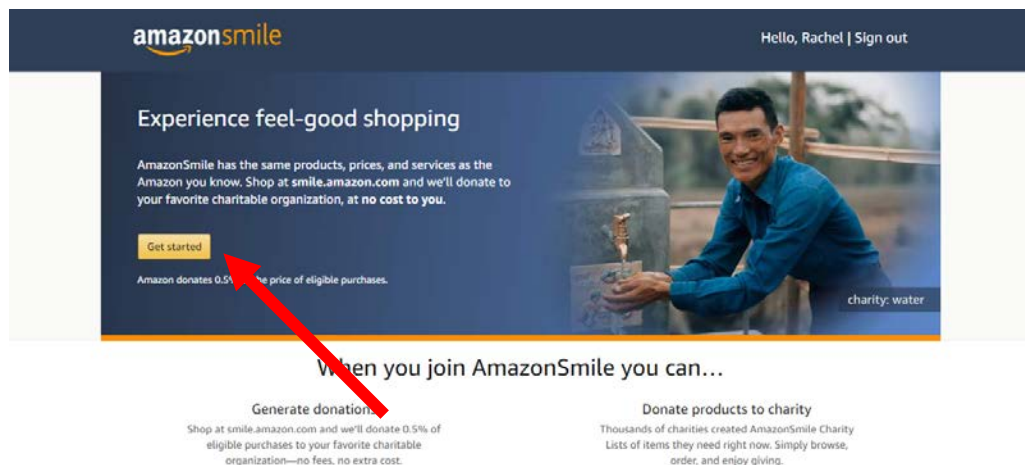 amazonsmile
Hello, Rachel | Sign out
Experience feel-good shopping
AmazonSmile has the same products, prices, and services as the
Amazon you know. Shop at smile.amazon.com and we'll donate to
your favorite charitable organization, at no cost to you.
Get started
Amazon donates 0.5% he price of eligible purchases.
charity: water
When you join AmazonSmile you can...
Generate donations
Shop at smile.amazon.com and we'll donate 0.5% of
eligible purchases to your favorite charitable
organization—no fees, no extra cost.
Donate products to charity
Thousands of charities created AmazonSmile Charity
Lists of items they need right now. Simply browse,
order, and enjoy giving.